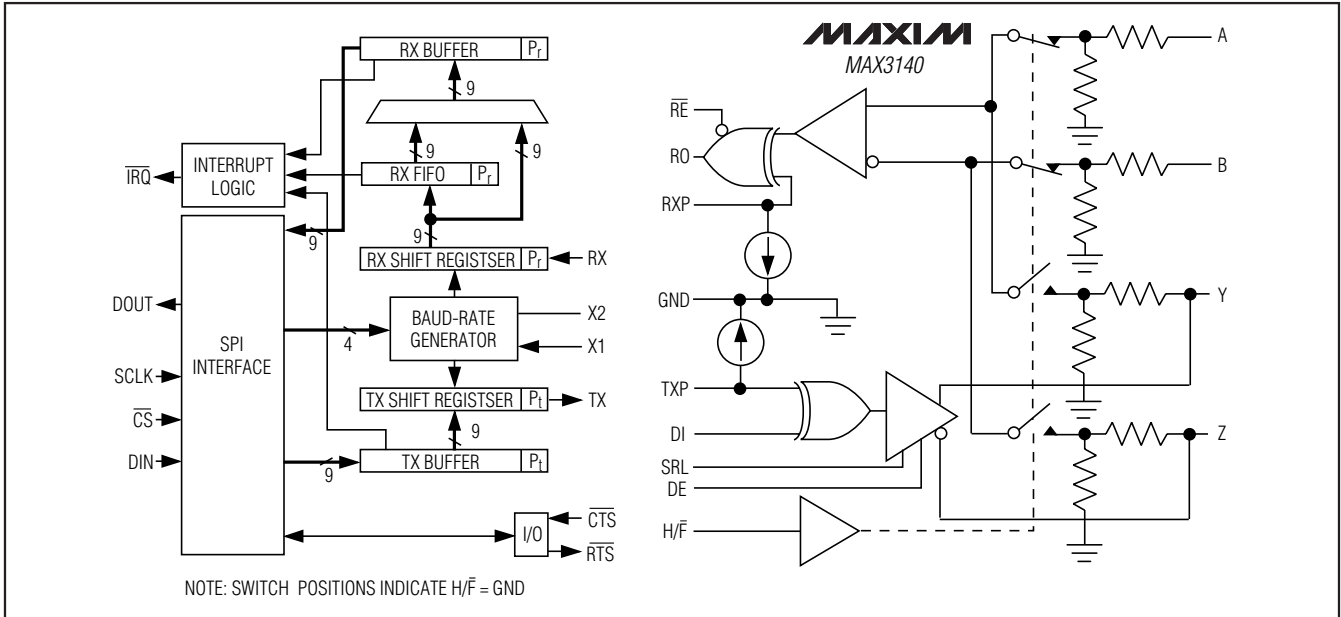 RX BUFFER Pr
9
9
9
RX FIFO Pr
INTERRUPT
LOGIC
IRQ
9
9
RX SHIFT REGISTSER Pr
RX
DOUT
SPI
INTERFACE
4
BAUD-RATE
GENERATOR
X2
X1
SCLK
CS
DIN
TX SHIFT REGISTSER Pt
TX
9
9
TX BUFFER Pt
I/O
CTS
RTS
NOTE: SWITCH POSITIONS INDICATE H/F̅ = GND
MAXIM
MAX3140
RE
RO
RXP
GND
TXP
DI
SRL
DE
H/F̅
A
B
Y
Z